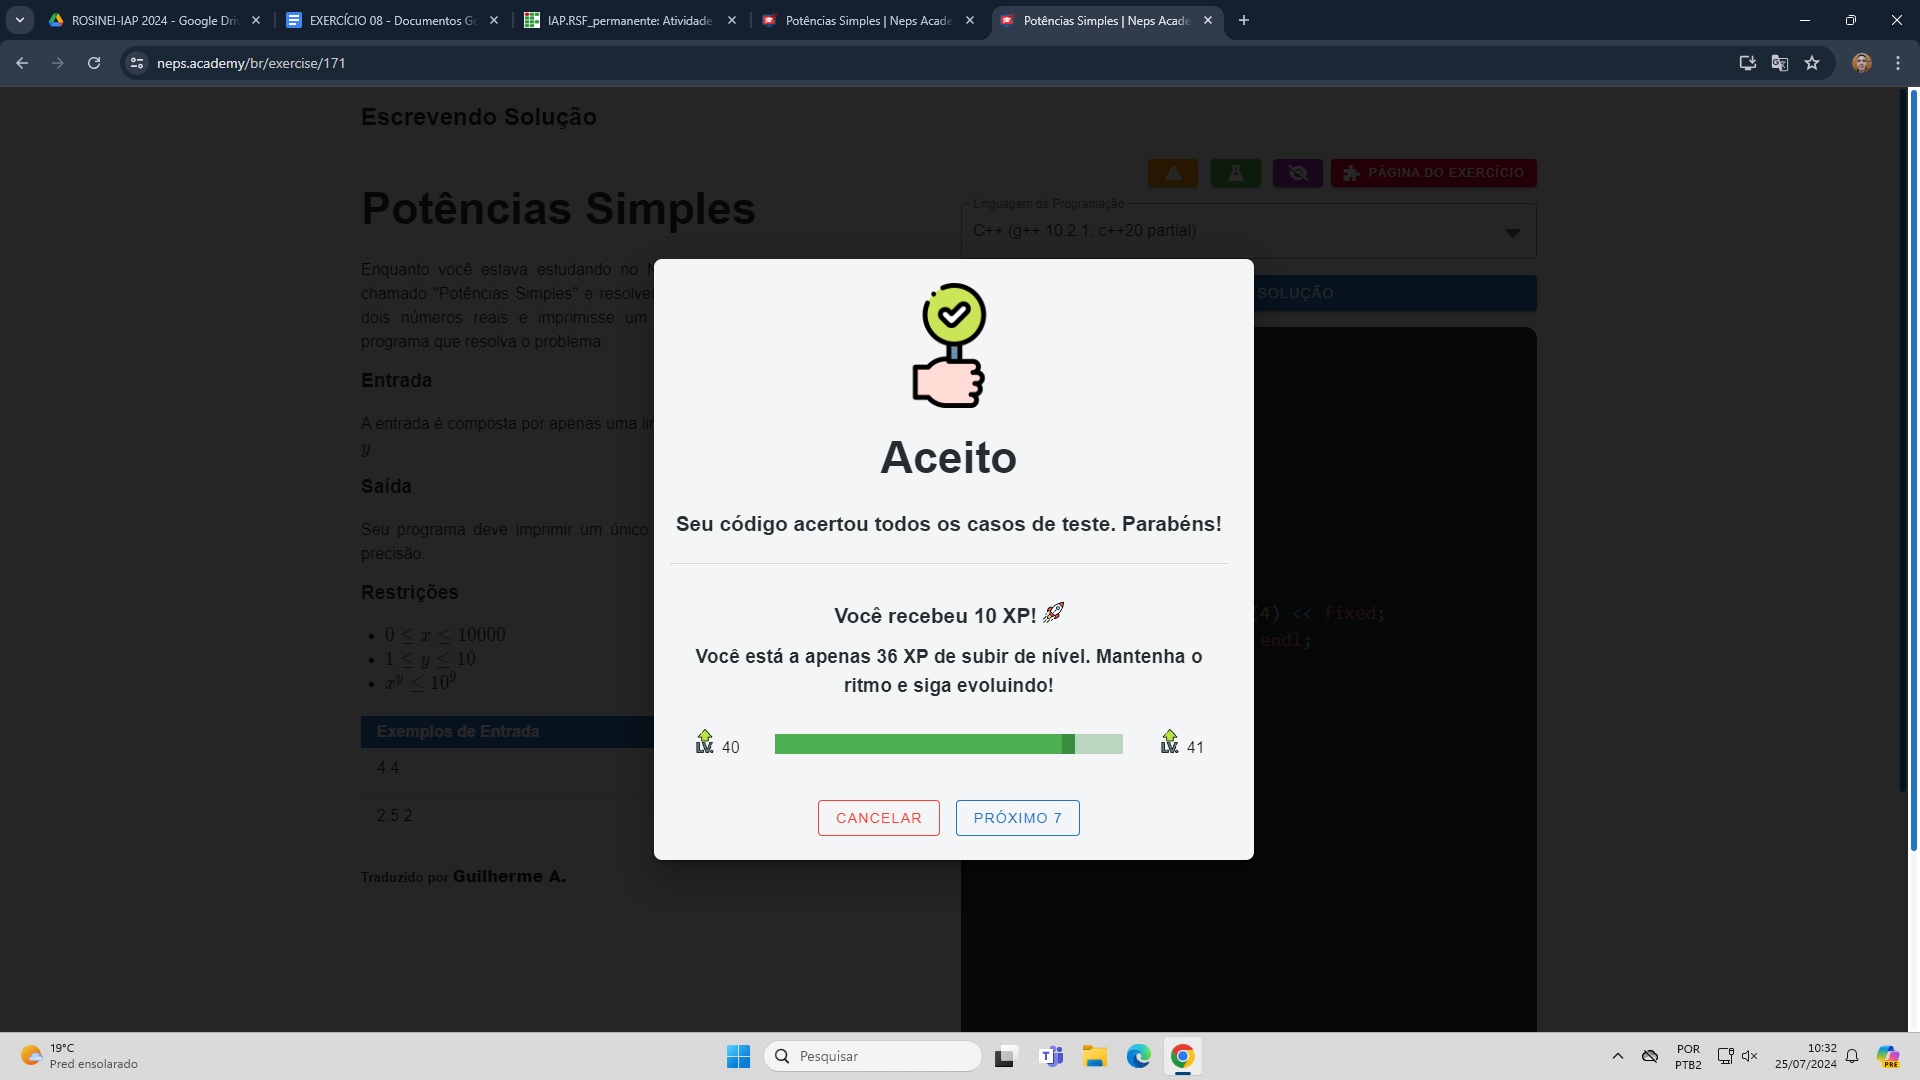 ROSINEI-IAP 2024 - Google Dri
EXERCÍCIO 08 - Documentos Go
IAP.RSF_permanente: Atividade
Potências Simples | Neps Acade
Potências Simples | Neps Acade
neps.academy/br/exercise/171
Escrevendo Solução
PÁGINA DO EXERCÍCIO
Potências Simples
Linguagem de Programação
C++ (g++ 10.2.1; c++20 partial)
SOLUÇÃO
Enquanto você estava estudando no N
chamado "Potências Simples" e resolve
dois números reais e imprimisse um
programa que resolva o problema.
Entrada
A entrada é composta por apenas uma li
y.
Saída
Seu programa deve imprimir um único
precisão.
Restrições
• 0 ≤ x ≤ 10000
• 1 ≤ y ≤ 10
• x^y ≤ 10^9
Exemplos de Entrada
4 4
2.5 2
Traduzido por Guilherme A.
(4) << fixed;
endl;
Aceito
Seu código acertou todos os casos de teste. Parabéns!
Você recebeu 10 XP!
Você está a apenas 36 XP de subir de nível. Mantenha o
ritmo e siga evoluindo!
LV. 40
LV. 41
CANCELAR
PRÓXIMO 7
19°C
Pred ensolarado
Pesquisar
POR
PTB2
10:32
25/07/2024
PRE